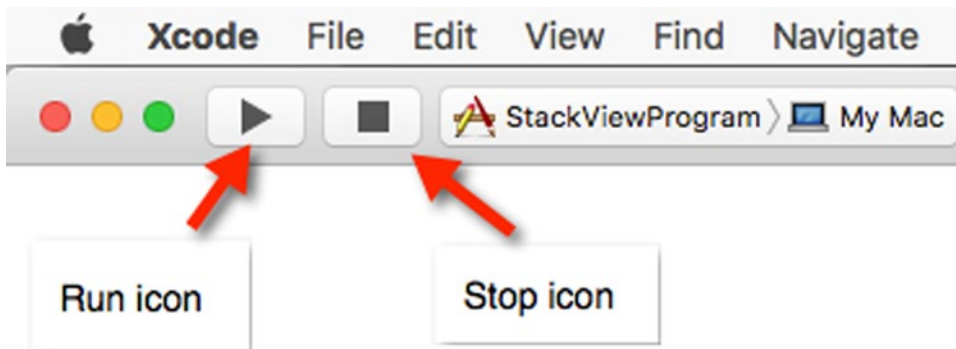 Xcode File Edit View Find Navigate
StackViewProgram My Mac
Run icon Stop icon